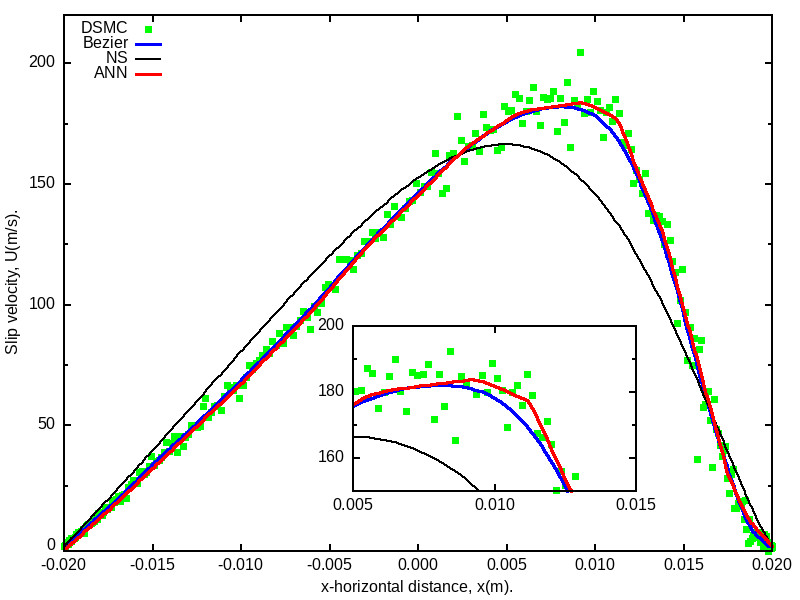 DSMC
Bezier
NS
ANN
200
150
100
50
0
Slip velocity, U(m/s).
200
180
160
0.005 0.010 0.015
-0.020 -0.015 -0.010 -0.005 0.000 0.005 0.010 0.015 0.020
x-horizontal distance, x(m).